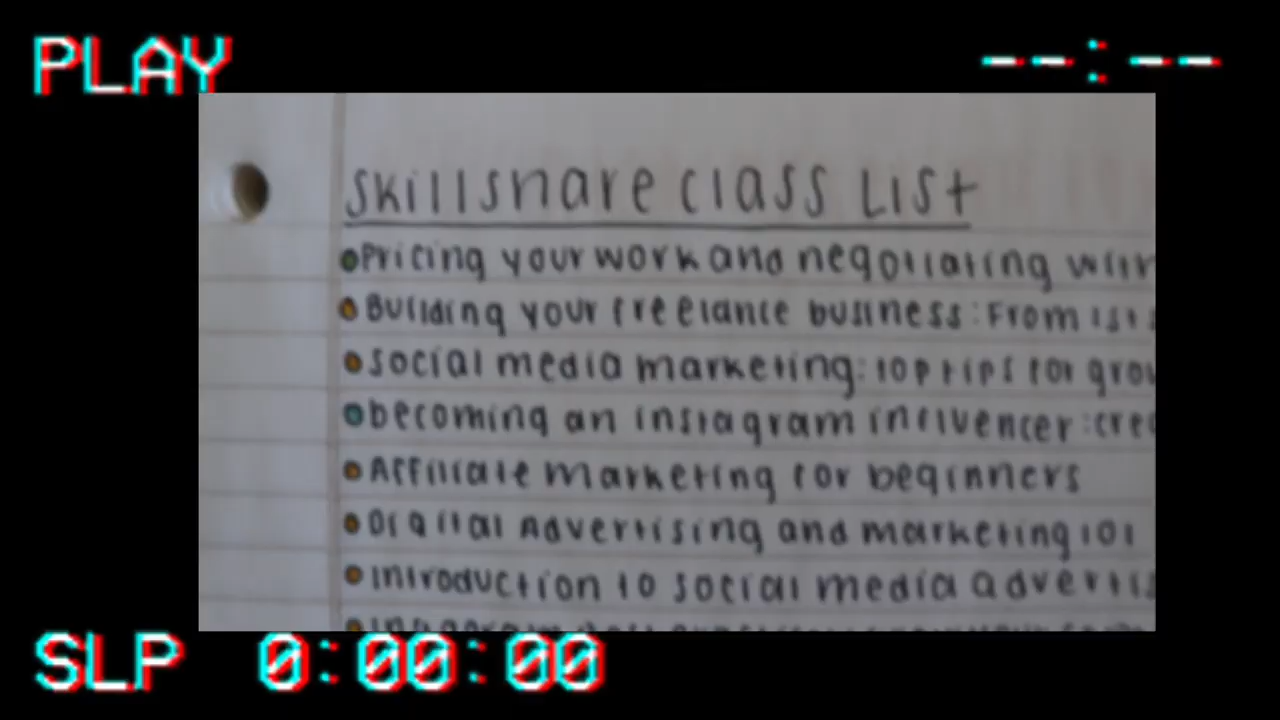 PLAY
--:--
skillshare class List
Pricing your work and negotiating with
Building your freelance business: From 1st
social media marketing: top tips for
becoming an instagram influencer:
Affiliate marketing for beginners
Digital Advertising and marketing 101
introduction to social media
SLP 0:00:00